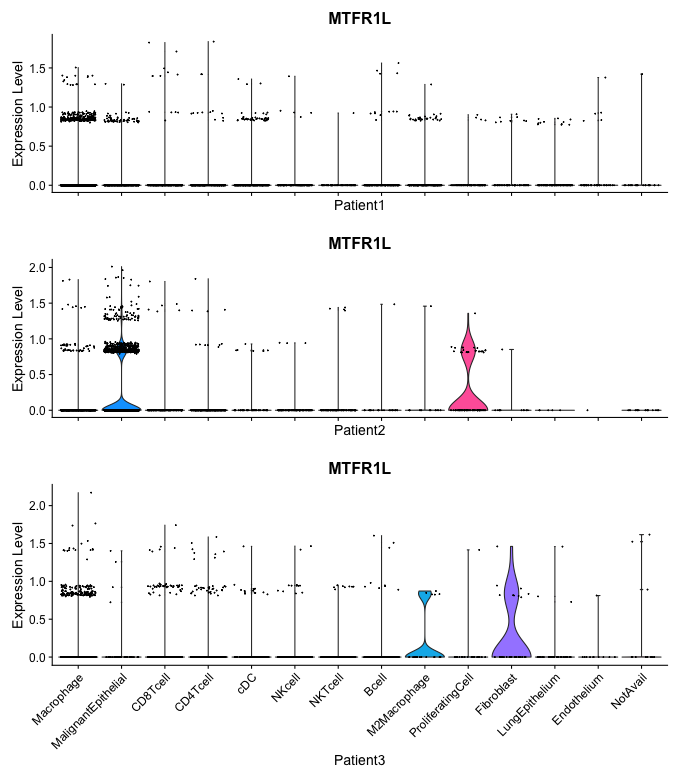 MTFR1L
Expression Level
1.5
1.0
0.5
0.0
Patient1
MTFR1L
Expression Level
2.0
1.5
1.0
0.5
0.0
Patient2
MTFR1L
Expression Level
2.0
1.5
1.0
0.5
0.0
Macrophage
MalignantEpithelial
CD8Tcell
CD4Tcell
cDC
NKcell
NKTcell
Bcell
M2Macrophage
ProliferatingCell
Fibroblast
LungEpithelium
Endothelium
NotAvail
Patient3